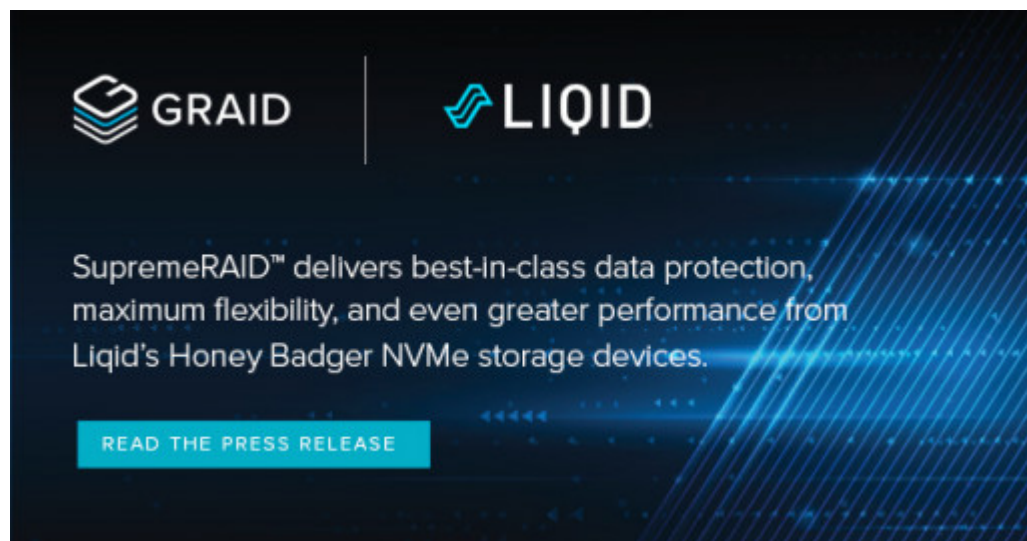 GRAID
LIQID
SupremeRAID™ delivers best-in-class data protection,
maximum flexibility, and even greater performance from
Liqid's Honey Badger NVMe storage devices.
READ THE PRESS RELEASE